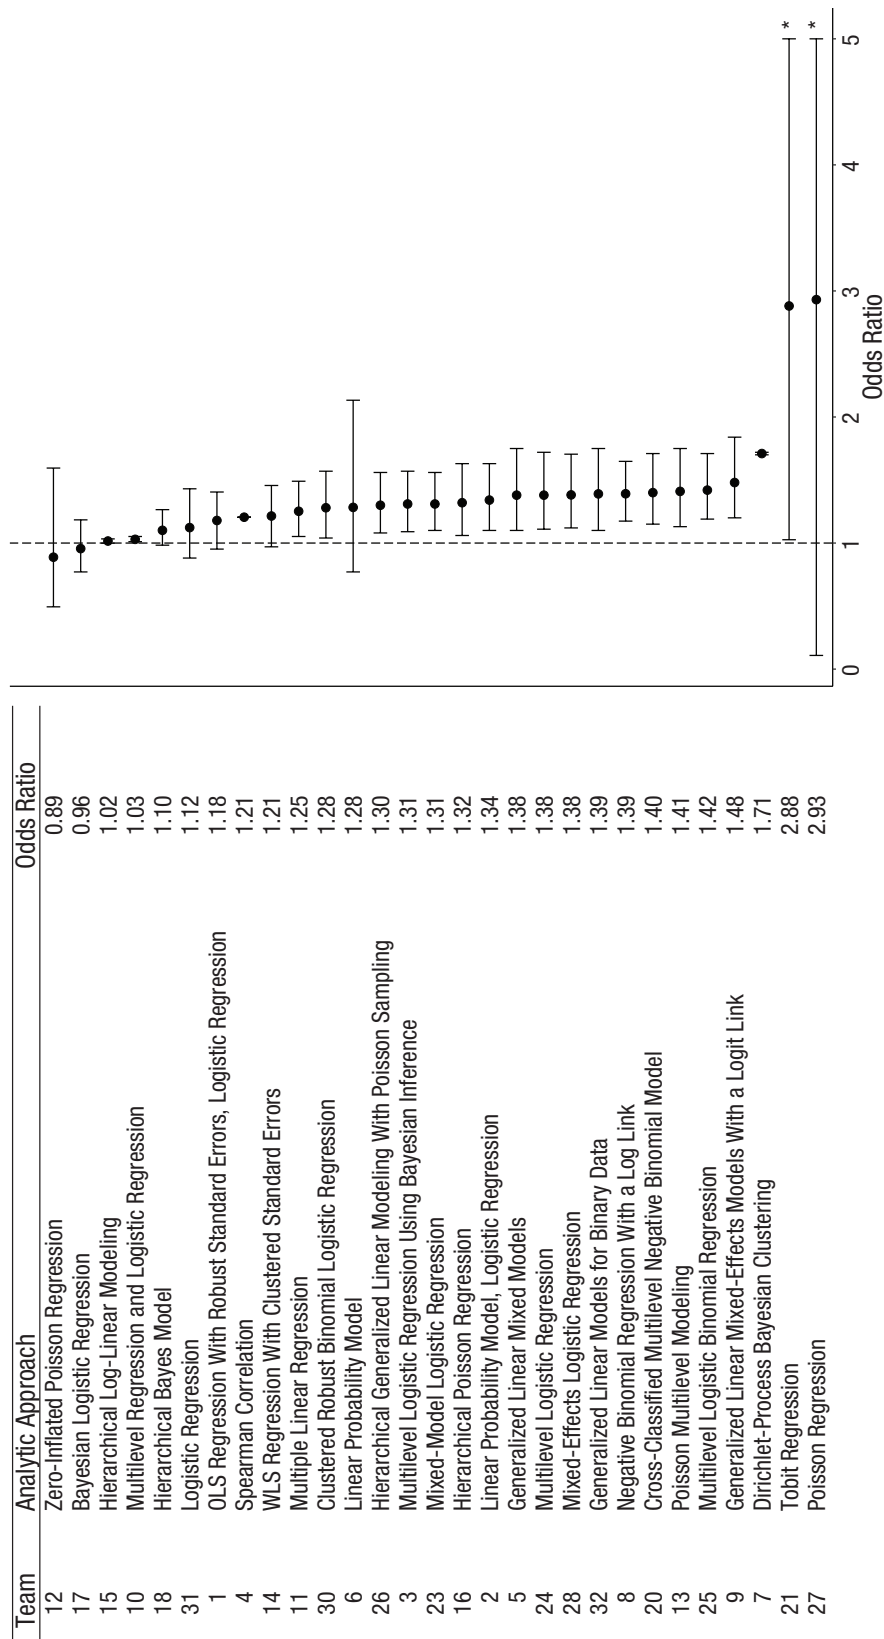 Team Analytic Approach Odds Ratio
12 Zero-Inflated Poisson Regression 0.89
17 Bayesian Logistic Regression 0.96
15 Hierarchical Log-Linear Modeling 1.02
10 Multilevel Regression and Logistic Regression 1.03
18 Hierarchical Bayes Model 1.10
31 Logistic Regression 1.12
1 OLS Regression With Robust Standard Errors, Logistic Regression 1.18
4 Spearman Correlation 1.21
14 WLS Regression With Clustered Standard Errors 1.21
11 Multiple Linear Regression 1.25
30 Clustered Robust Binomial Logistic Regression 1.28
6 Linear Probability Model 1.28
26 Hierarchical Generalized Linear Modeling With Poisson Sampling 1.30
3 Multilevel Logistic Regression Using Bayesian Inference 1.31
23 Mixed-Model Logistic Regression 1.31
16 Hierarchical Poisson Regression 1.32
2 Linear Probability Model, Logistic Regression 1.34
5 Generalized Linear Mixed Models 1.38
24 Multilevel Logistic Regression 1.38
28 Mixed-Effects Logistic Regression 1.38
32 Generalized Linear Models for Binary Data 1.39
8 Negative Binomial Regression With a Log Link 1.39
20 Cross-Classified Multilevel Negative Binomial Model 1.40
13 Poisson Multilevel Modeling 1.41
25 Multilevel Logistic Binomial Regression 1.42
9 Generalized Linear Mixed-Effects Models With a Logit Link 1.48
7 Dirichlet-Process Bayesian Clustering 1.71
21 Tobit Regression 2.88 *
27 Poisson Regression 2.93 *
0 1 2 3 4 5
Odds Ratio